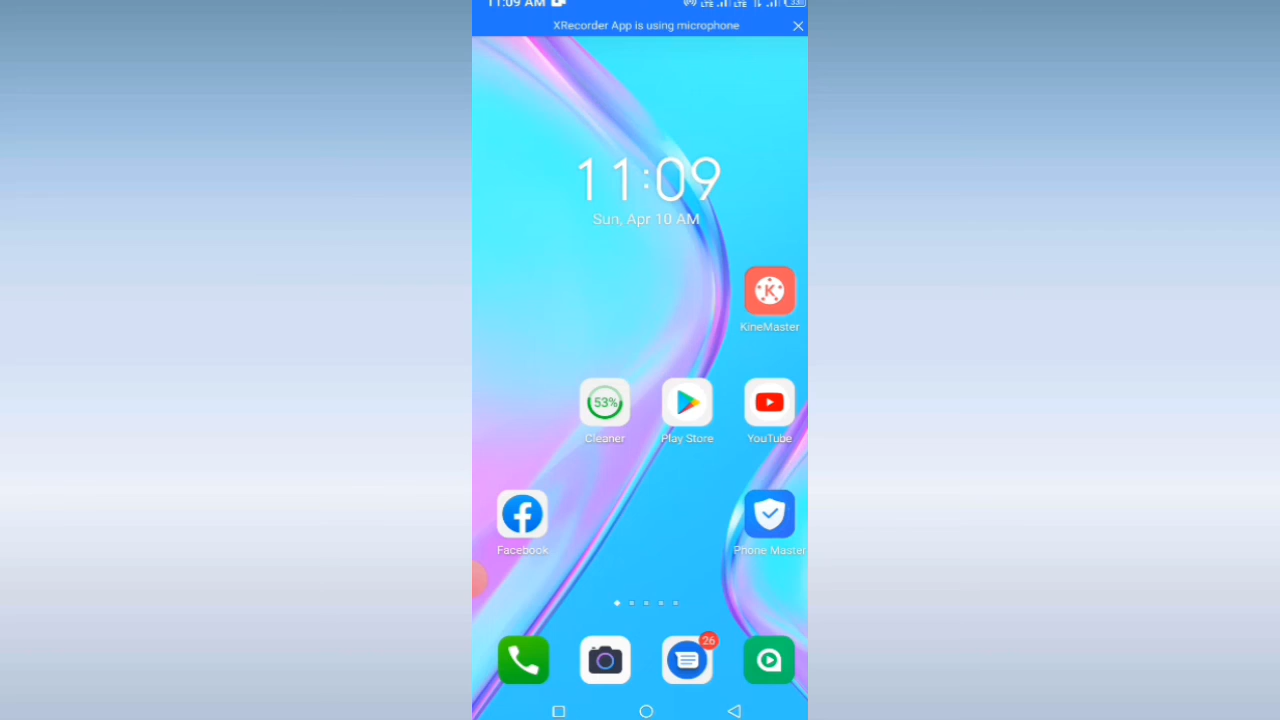 11:09 AM
XRecorder App is using microphone
11:09
Sun, Apr 10 AM
K
KineMaster
53%
Cleaner
Play Store
YouTube
Facebook
Phone Master
26